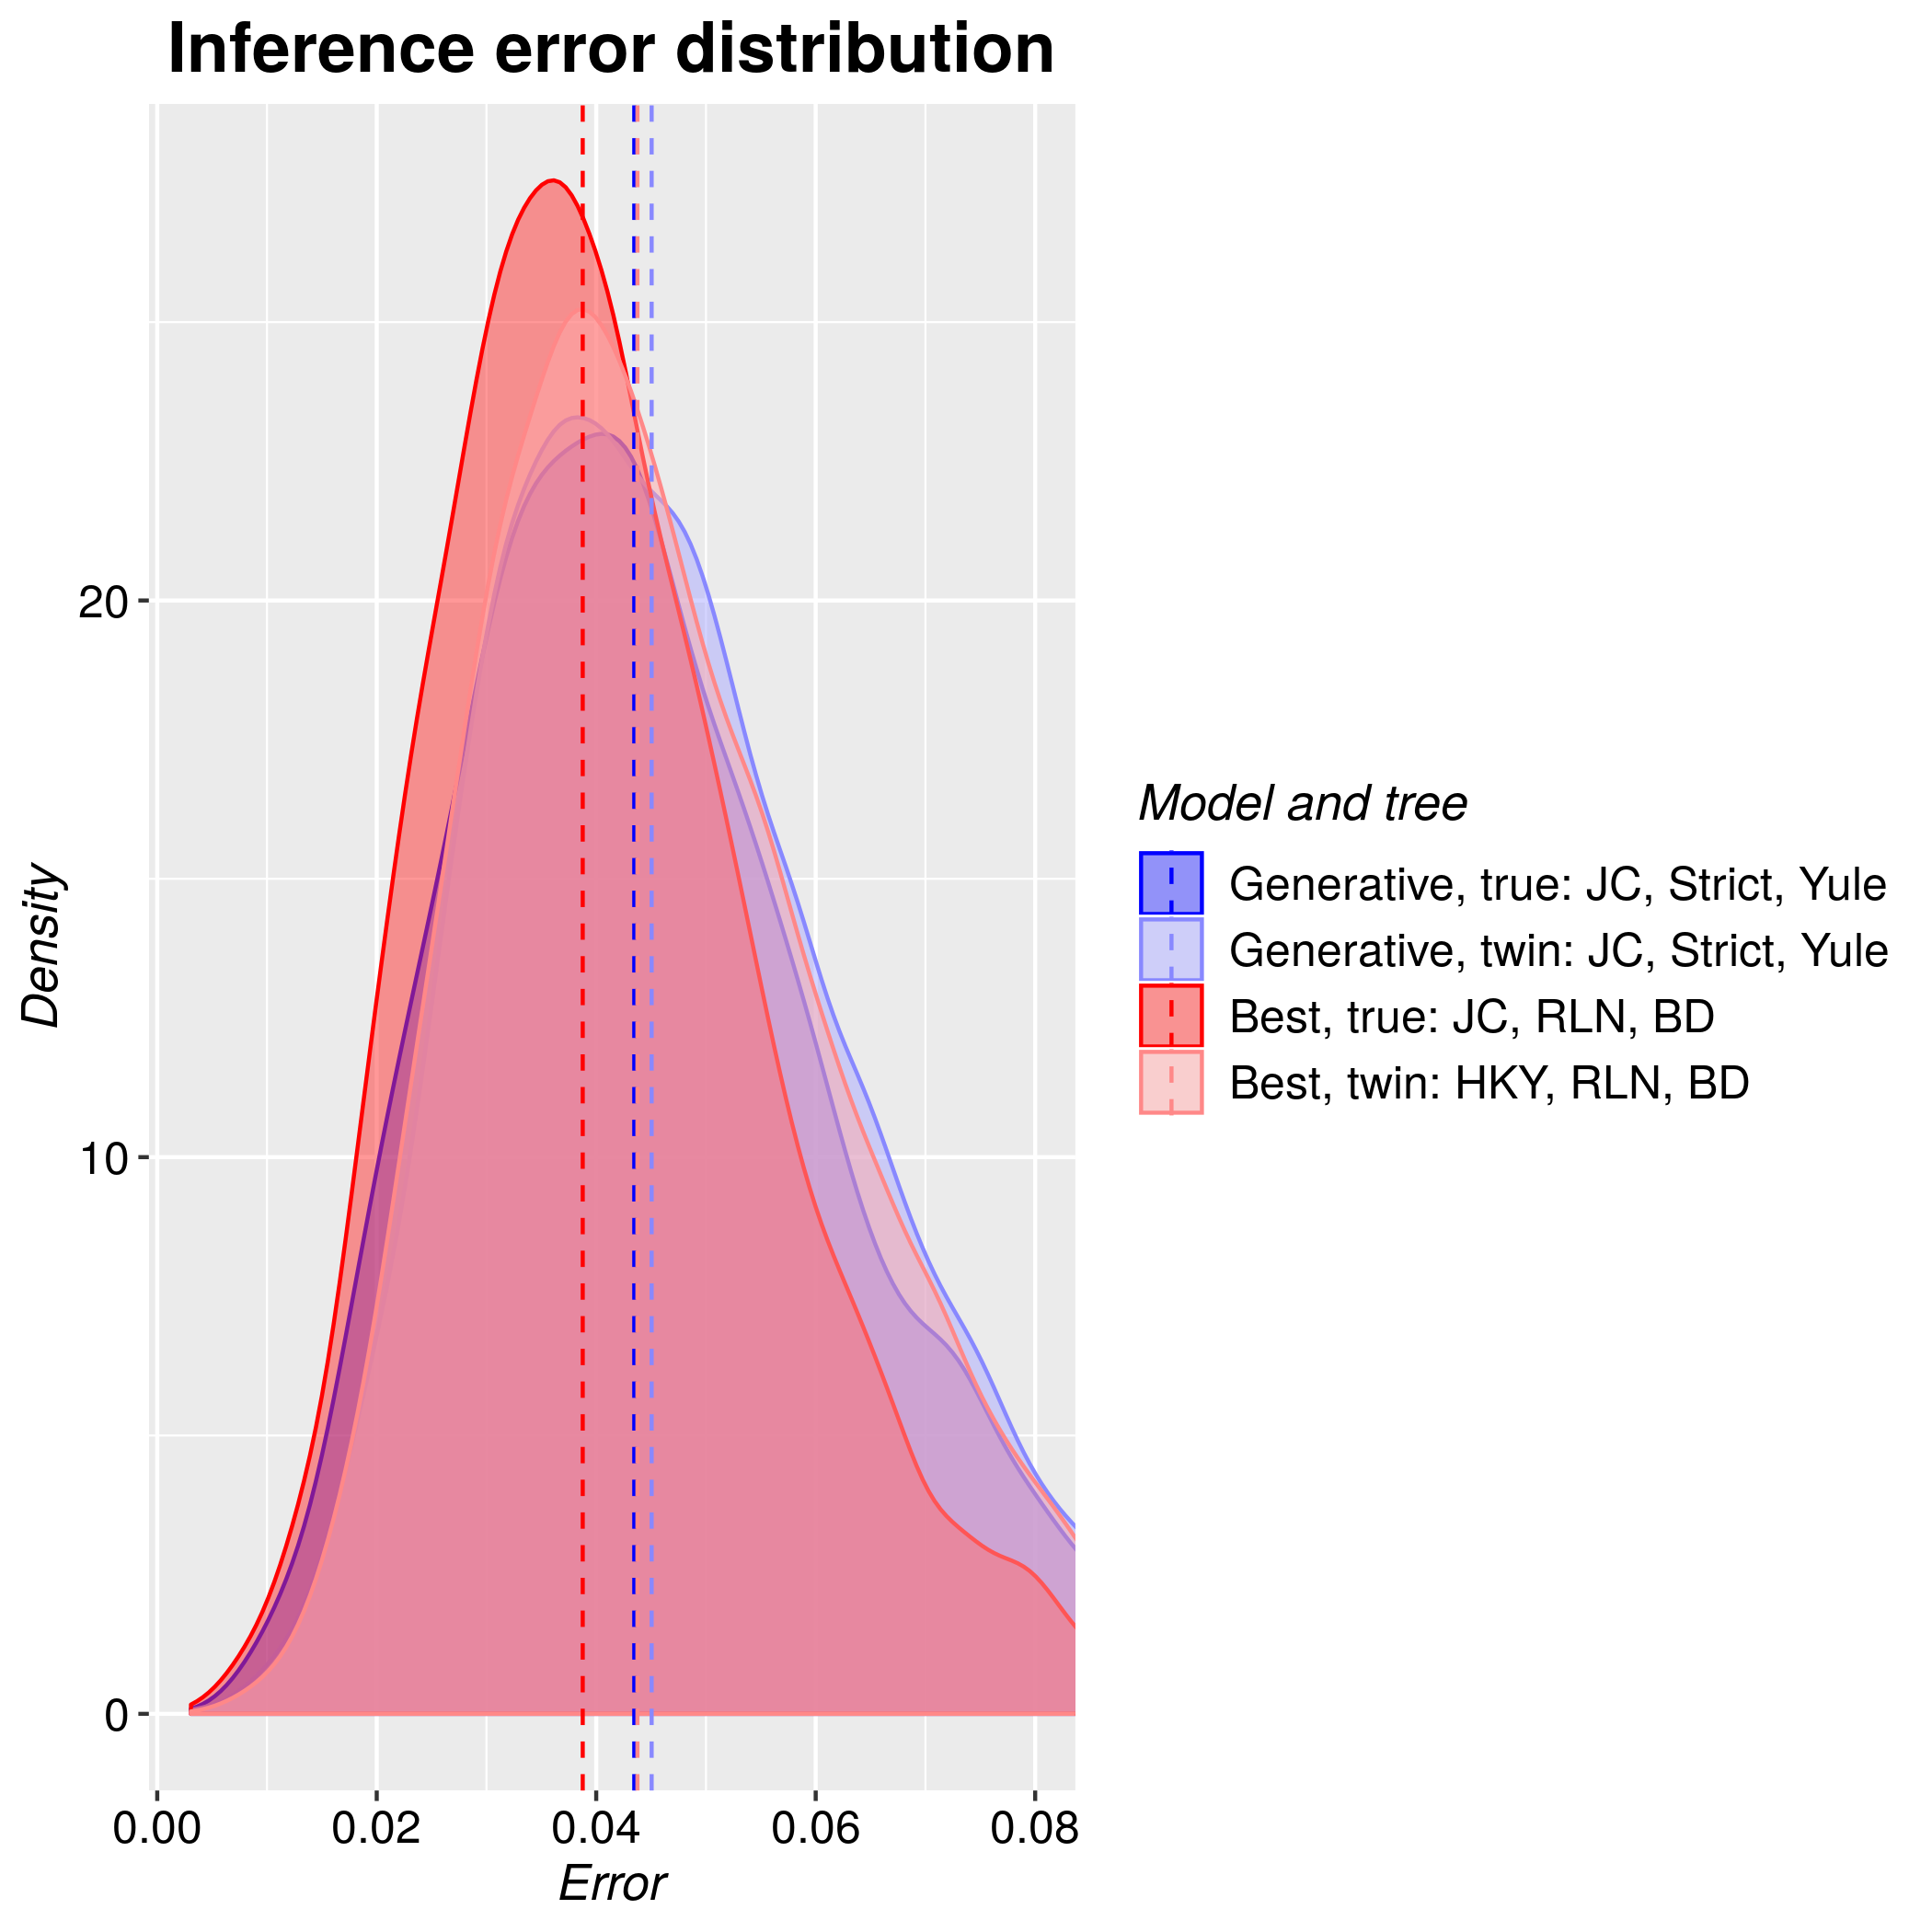 Inference error distribution
Density
20
10
0
0.00 0.02 0.04 0.06 0.08
Error
Model and tree
Generative, true: JC, Strict, Yule
Generative, twin: JC, Strict, Yule
Best, true: JC, RLN, BD
Best, twin: HKY, RLN, BD